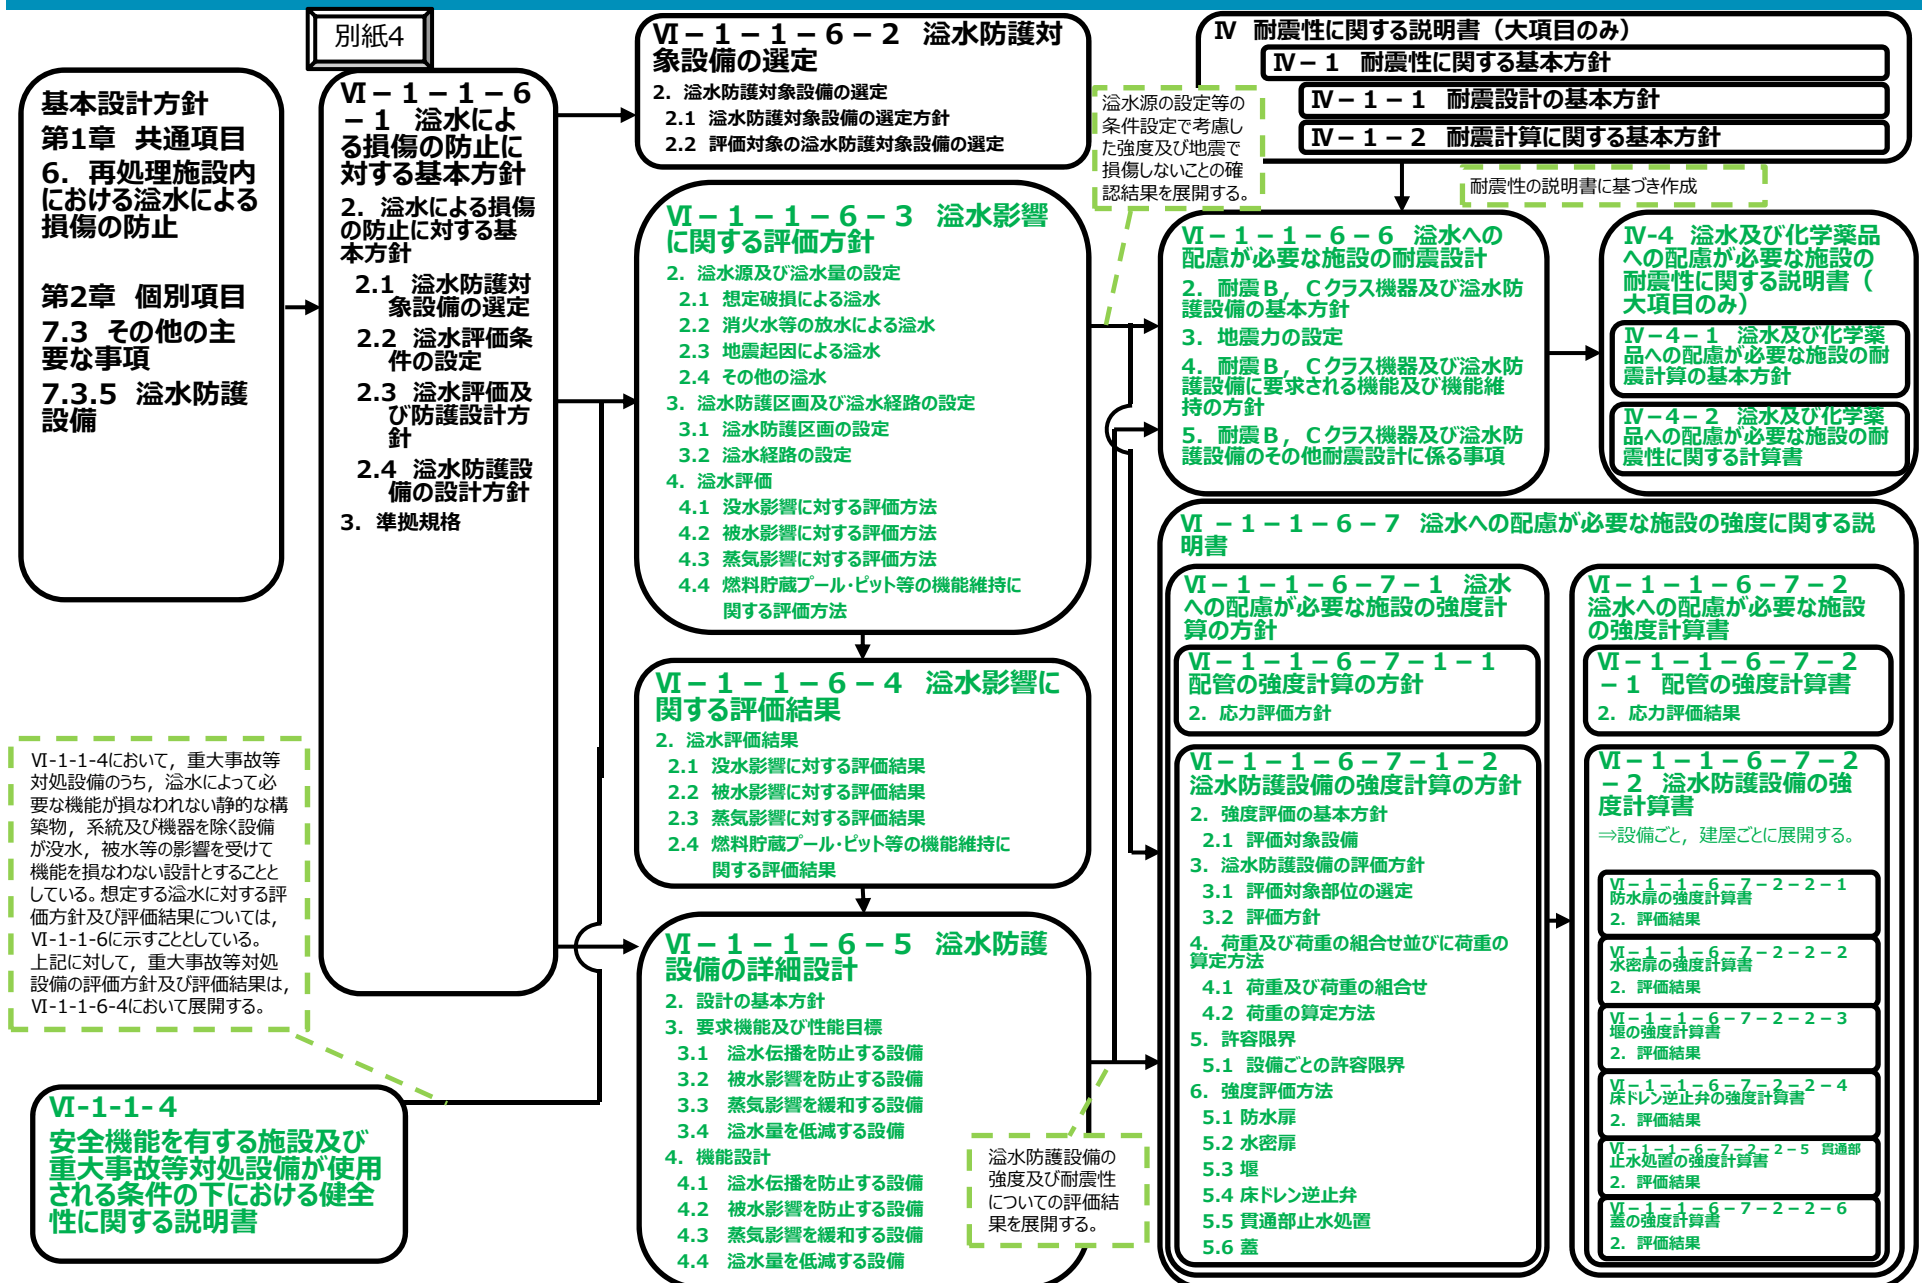 別紙4
基本設計方針
第1章 共通項目
6. 再処理施設内
における溢水による
損傷の防止
第2章 個別項目
7.3 その他の主
要な事項
7.3.5 溢水防護
設備
Ⅵ－１－１－６
－１ 溢水によ
る損傷の防止に
対する基本方針
2. 溢水による損傷
の防止に対する基
本方針
2.1 溢水防護対
象設備の選定
2.2 溢水評価条
件の設定
2.3 溢水評価及
び防護設計方
針
2.4 溢水防護設
備の設計方針
3. 準拠規格
Ⅵ-1-1-4において，重大事故等
対処設備のうち，溢水によって必
要な機能が損なわれない静的な構
築物，系統及び機器を除く設備
が没水，被水等の影響を受けて
機能を損なわない設計とすることと
している。想定する溢水に対する評
価方針及び評価結果については，
Ⅵ-1-1-6に示すこととしている。
上記に対して，重大事故等対処
設備の評価方針及び評価結果は，
Ⅵ-1-1-6-4において展開する。
Ⅵ-1-1-4
安全機能を有する施設及び
重大事故等対処設備が使用
される条件の下における健全
性に関する説明書
Ⅵ－１－１－６－２ 溢水防護対
象設備の選定
2. 溢水防護対象設備の選定
2.1 溢水防護対象設備の選定方針
2.2 評価対象の溢水防護対象設備の選定
Ⅵ－１－１－６－３ 溢水影響
に関する評価方針
2. 溢水源及び溢水量の設定
2.1 想定破損による溢水
2.2 消火水等の放水による溢水
2.3 地震起因による溢水
2.4 その他の溢水
3. 溢水防護区画及び溢水経路の設定
3.1 溢水防護区画の設定
3.2 溢水経路の設定
4. 溢水評価
4.1 没水影響に対する評価方法
4.2 被水影響に対する評価方法
4.3 蒸気影響に対する評価方法
4.4 燃料貯蔵プール・ピット等の機能維持に
関する評価方法
Ⅵ－１－１－６－４ 溢水影響に
関する評価結果
2. 溢水評価結果
2.1 没水影響に対する評価結果
2.2 被水影響に対する評価結果
2.3 蒸気影響に対する評価結果
2.4 燃料貯蔵プール・ピット等の機能維持に
関する評価結果
Ⅵ－１－１－６－５ 溢水防護
設備の詳細設計
2. 設計の基本方針
3. 要求機能及び性能目標
3.1 溢水伝播を防止する設備
3.2 被水影響を防止する設備
3.3 蒸気影響を緩和する設備
3.4 溢水量を低減する設備
4. 機能設計
4.1 溢水伝播を防止する設備
4.2 被水影響を防止する設備
4.3 蒸気影響を緩和する設備
4.4 溢水量を低減する設備
溢水源の設定等の
条件設定で考慮し
た強度及び地震で
損傷しないことの確
認結果を展開する。
溢水防護設備の
強度及び耐震性
についての評価結
果を展開する。
Ⅳ 耐震性に関する説明書（大項目のみ）
Ⅳ－１ 耐震性に関する基本方針
Ⅳ－１－１ 耐震設計の基本方針
Ⅳ－１－２ 耐震計算に関する基本方針
耐震性の説明書に基づき作成
Ⅵ－１－１－６－６ 溢水への
配慮が必要な施設の耐震設計
2. 耐震Ｂ，Ｃクラス機器及び溢水防
護設備の基本方針
3. 地震力の設定
4. 耐震Ｂ，Ｃクラス機器及び溢水防
護設備に要求される機能及び機能維
持の方針
5. 耐震Ｂ，Ｃクラス機器及び溢水防
護設備のその他耐震設計に係る事項
Ⅳ-4 溢水及び化学薬品
への配慮が必要な施設の
耐震性に関する説明書（
大項目のみ）
Ⅳ－４－１ 溢水及び化学薬
品への配慮が必要な施設の耐
震計算の基本方針
Ⅳ－４－２ 溢水及び化学薬
品への配慮が必要な施設の耐
震性に関する計算書
Ⅵ －１－１－６－７ 溢水への配慮が必要な施設の強度に関する説
明書
Ⅵ－１－１－６－７－１ 溢水
への配慮が必要な施設の強度計
算の方針
Ⅵ－１－１－６－７－１－１
配管の強度計算の方針
2. 応力評価方針
Ⅵ－１－１－６－７－１－２
溢水防護設備の強度計算の方針
2. 強度評価の基本方針
2.1 評価対象設備
3. 溢水防護設備の評価方針
3.1 評価対象部位の選定
3.2 評価方針
4. 荷重及び荷重の組合せ並びに荷重の
算定方法
4.1 荷重及び荷重の組合せ
4.2 荷重の算定方法
5. 許容限界
5.1 設備ごとの許容限界
6. 強度評価方法
5.1 防水扉
5.2 水密扉
5.3 堰
5.4 床ドレン逆止弁
5.5 貫通部止水処置
5.6 蓋
Ⅵ－１－１－６－７－２
溢水への配慮が必要な施設
の強度計算書
Ⅵ－１－１－６－７－２
－１ 配管の強度計算書
2. 応力評価結果
Ⅵ－１－１－６－７－２
－２ 溢水防護設備の強
度計算書
⇒設備ごと，建屋ごとに展開する。
Ⅵ－１－１－６－７－２－２－１
防水扉の強度計算書
2. 評価結果
Ⅵ－１－１－６－７－２－２－２
水密扉の強度計算書
2. 評価結果
Ⅵ－１－１－６－７－２－２－３
堰の強度計算書
2. 評価結果
Ⅵ－１－１－６－７－２－２－４
床ドレン逆止弁の強度計算書
2. 評価結果
Ⅵ－１－１－６－７－２－２－５ 貫通部
止水処置の強度計算書
2. 評価結果
Ⅵ－１－１－６－７－２－２－６
蓋の強度計算書
2. 評価結果